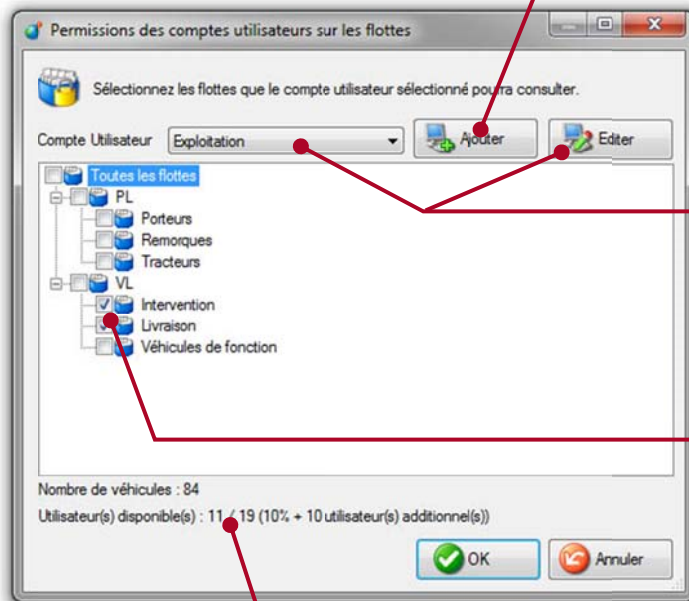 Permissions des comptes utilisateurs sur les flottes
Sélectionnez les flottes que le compte utilisateur sélectionné pourra consulter.
Compte Utilisateur Exploitation Ajouter Editer
Toutes les flottes
PL
Porteurs
Remorques
Tracteurs
VL
Intervention
Livraison
Véhicules de fonction
Nombre de véhicules : 84
Utilisateur(s) disponible(s) : 11 / 19 (10% + 10 utilisateur(s) additionnel(s))
OK Annuler